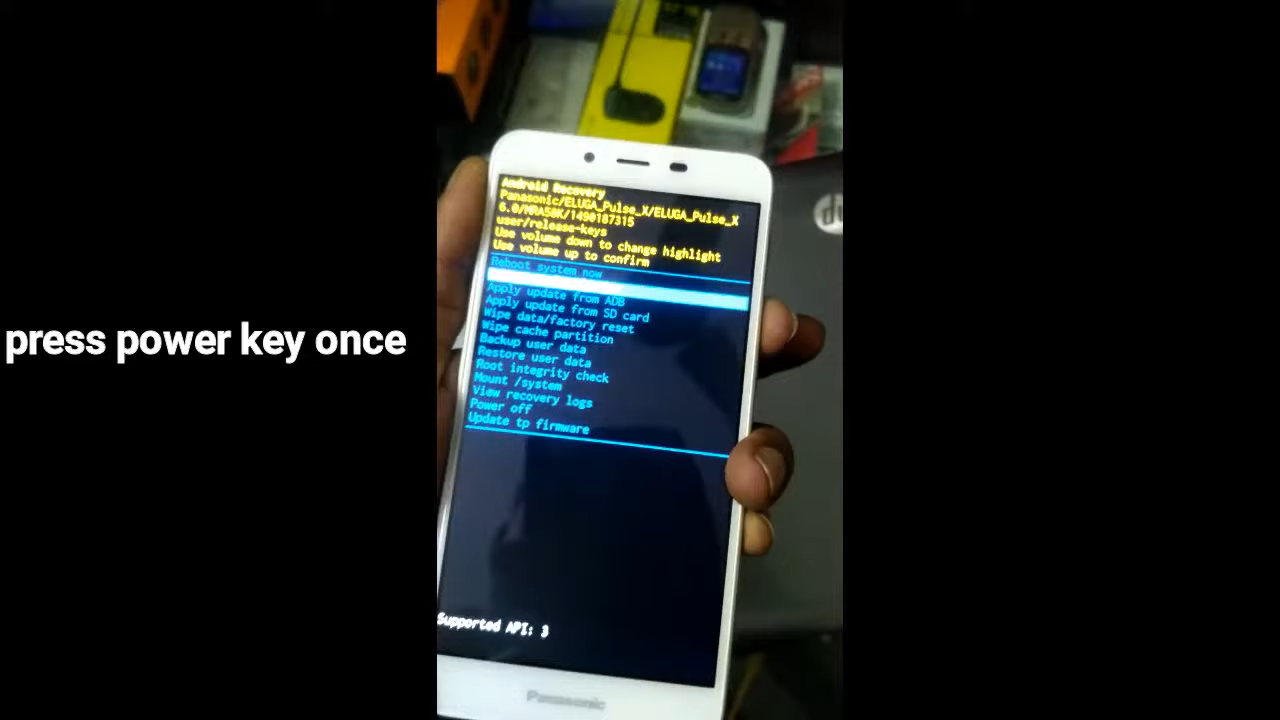 press power key once
Android Recovery
Panasonic/ELUGA_Pulse_X/ELUGA_Pulse_X
6.0/MRA58K/1490187315
user/release-keys
Use volume down to change highlight
Use volume up to confirm
Reboot system now
Apply update from ADB
Apply update from SD card
Wipe data/factory reset
Wipe cache partition
Backup user data
Restore user data
Root integrity check
Mount /system
View recovery logs
Power off
Update tp firmware
Supported API: 3
Panasonic